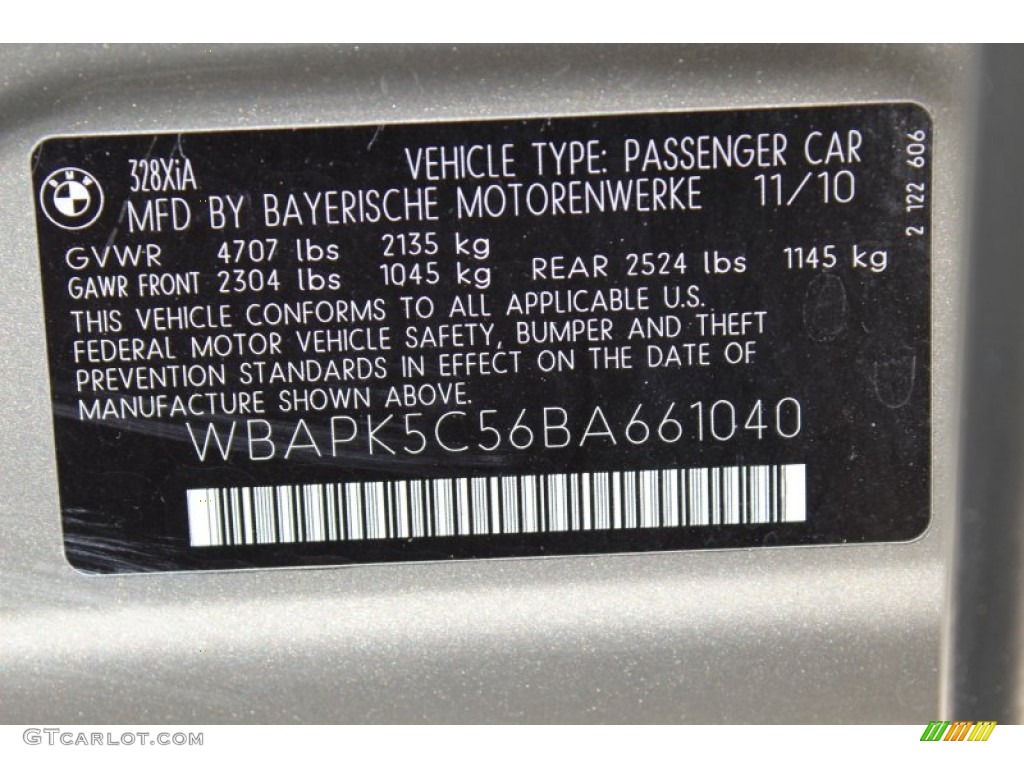 BMW
328XiA
VEHICLE TYPE: PASSENGER CAR
MFD BY BAYERISCHE MOTORENWERKE 11/10
GVWR 4707 lbs 2135 kg
GAWR FRONT 2304 lbs 1045 kg REAR 2524 lbs 1145 kg
THIS VEHICLE CONFORMS TO ALL APPLICABLE U.S.
FEDERAL MOTOR VEHICLE SAFETY, BUMPER AND THEFT
PREVENTION STANDARDS IN EFFECT ON THE DATE OF
MANUFACTURE SHOWN ABOVE.
WBAPK5C56BA661040
2 122 606
GTcarlot.com